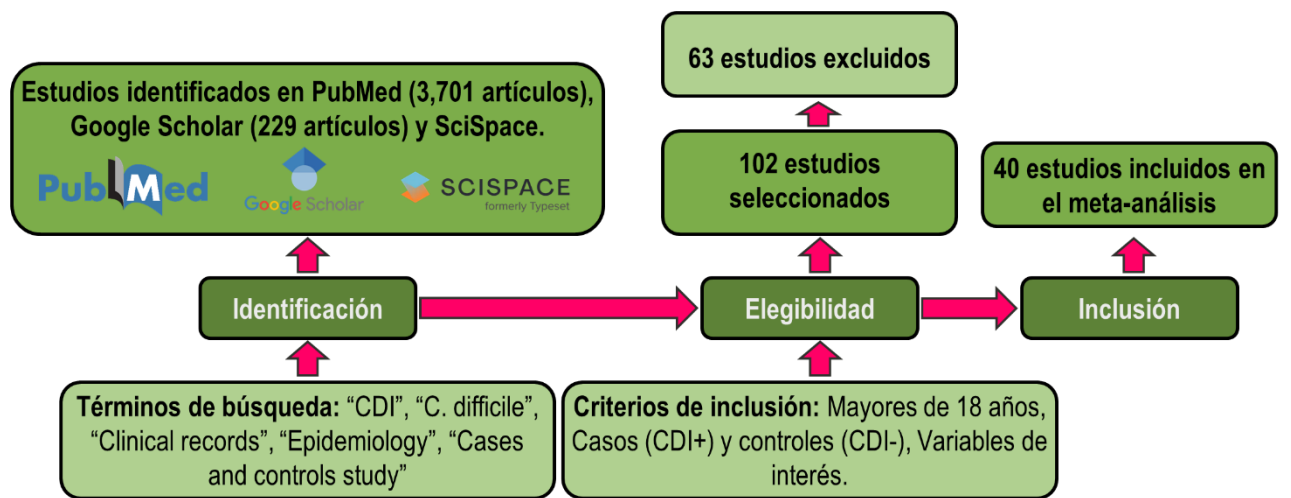 63 estudios excluidos
Estudios identificados en PubMed (3,701 artículos),
Google Scholar (229 artículos) y SciSpace.
PubMed
Google Scholar
SCISPACE
formerly Typeset
102 estudios
seleccionados
40 estudios incluidos en
el meta-análisis
Identificación
Elegibilidad
Inclusión
Términos de búsqueda: “CDI”, “C. difficile”,
“Clinical records”, “Epidemiology”, “Cases
and controls study”
Criterios de inclusión: Mayores de 18 años,
Casos (CDI+) y controles (CDI-), Variables de
interés.